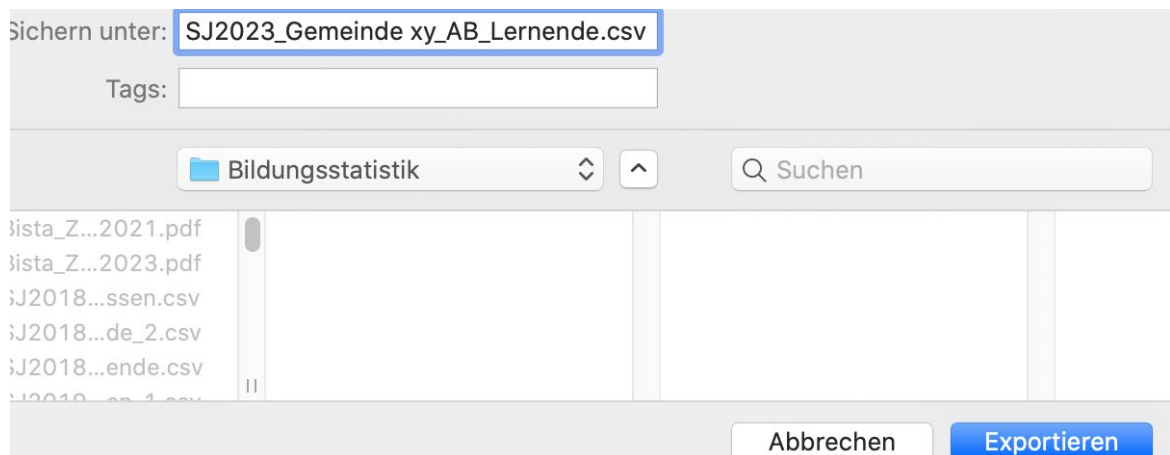 Sichern unter: SJ2023_Gemeinde xy_AB_Lernende.csv
Tags:
Bildungsstatistik
Suchen
Bista_Z...2021.pdf
Bista_Z...2023.pdf
SJ2018...ssen.csv
SJ2018...de_2.csv
SJ2018...ende.csv
Abbrechen
Exportieren